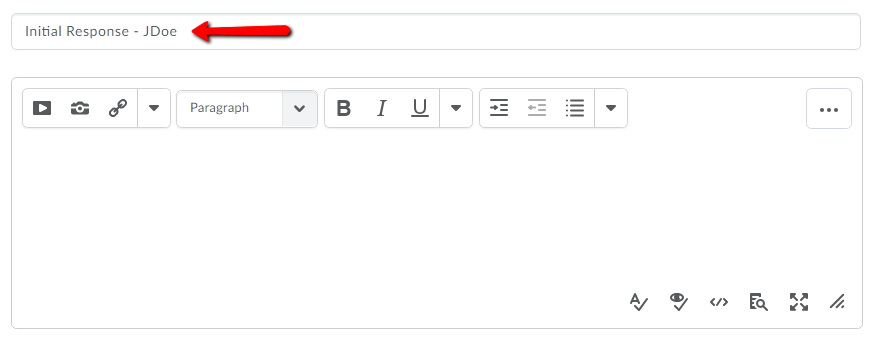 Initial Response - JDoe
Paragraph
B I U